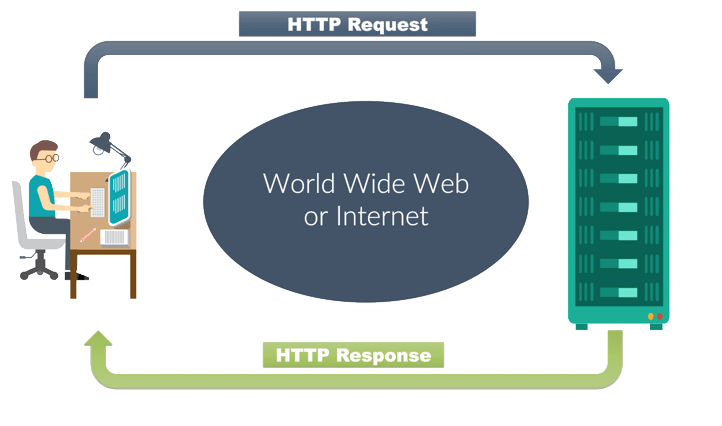 HTTP Request
World Wide Web
or Internet
HTTP Response